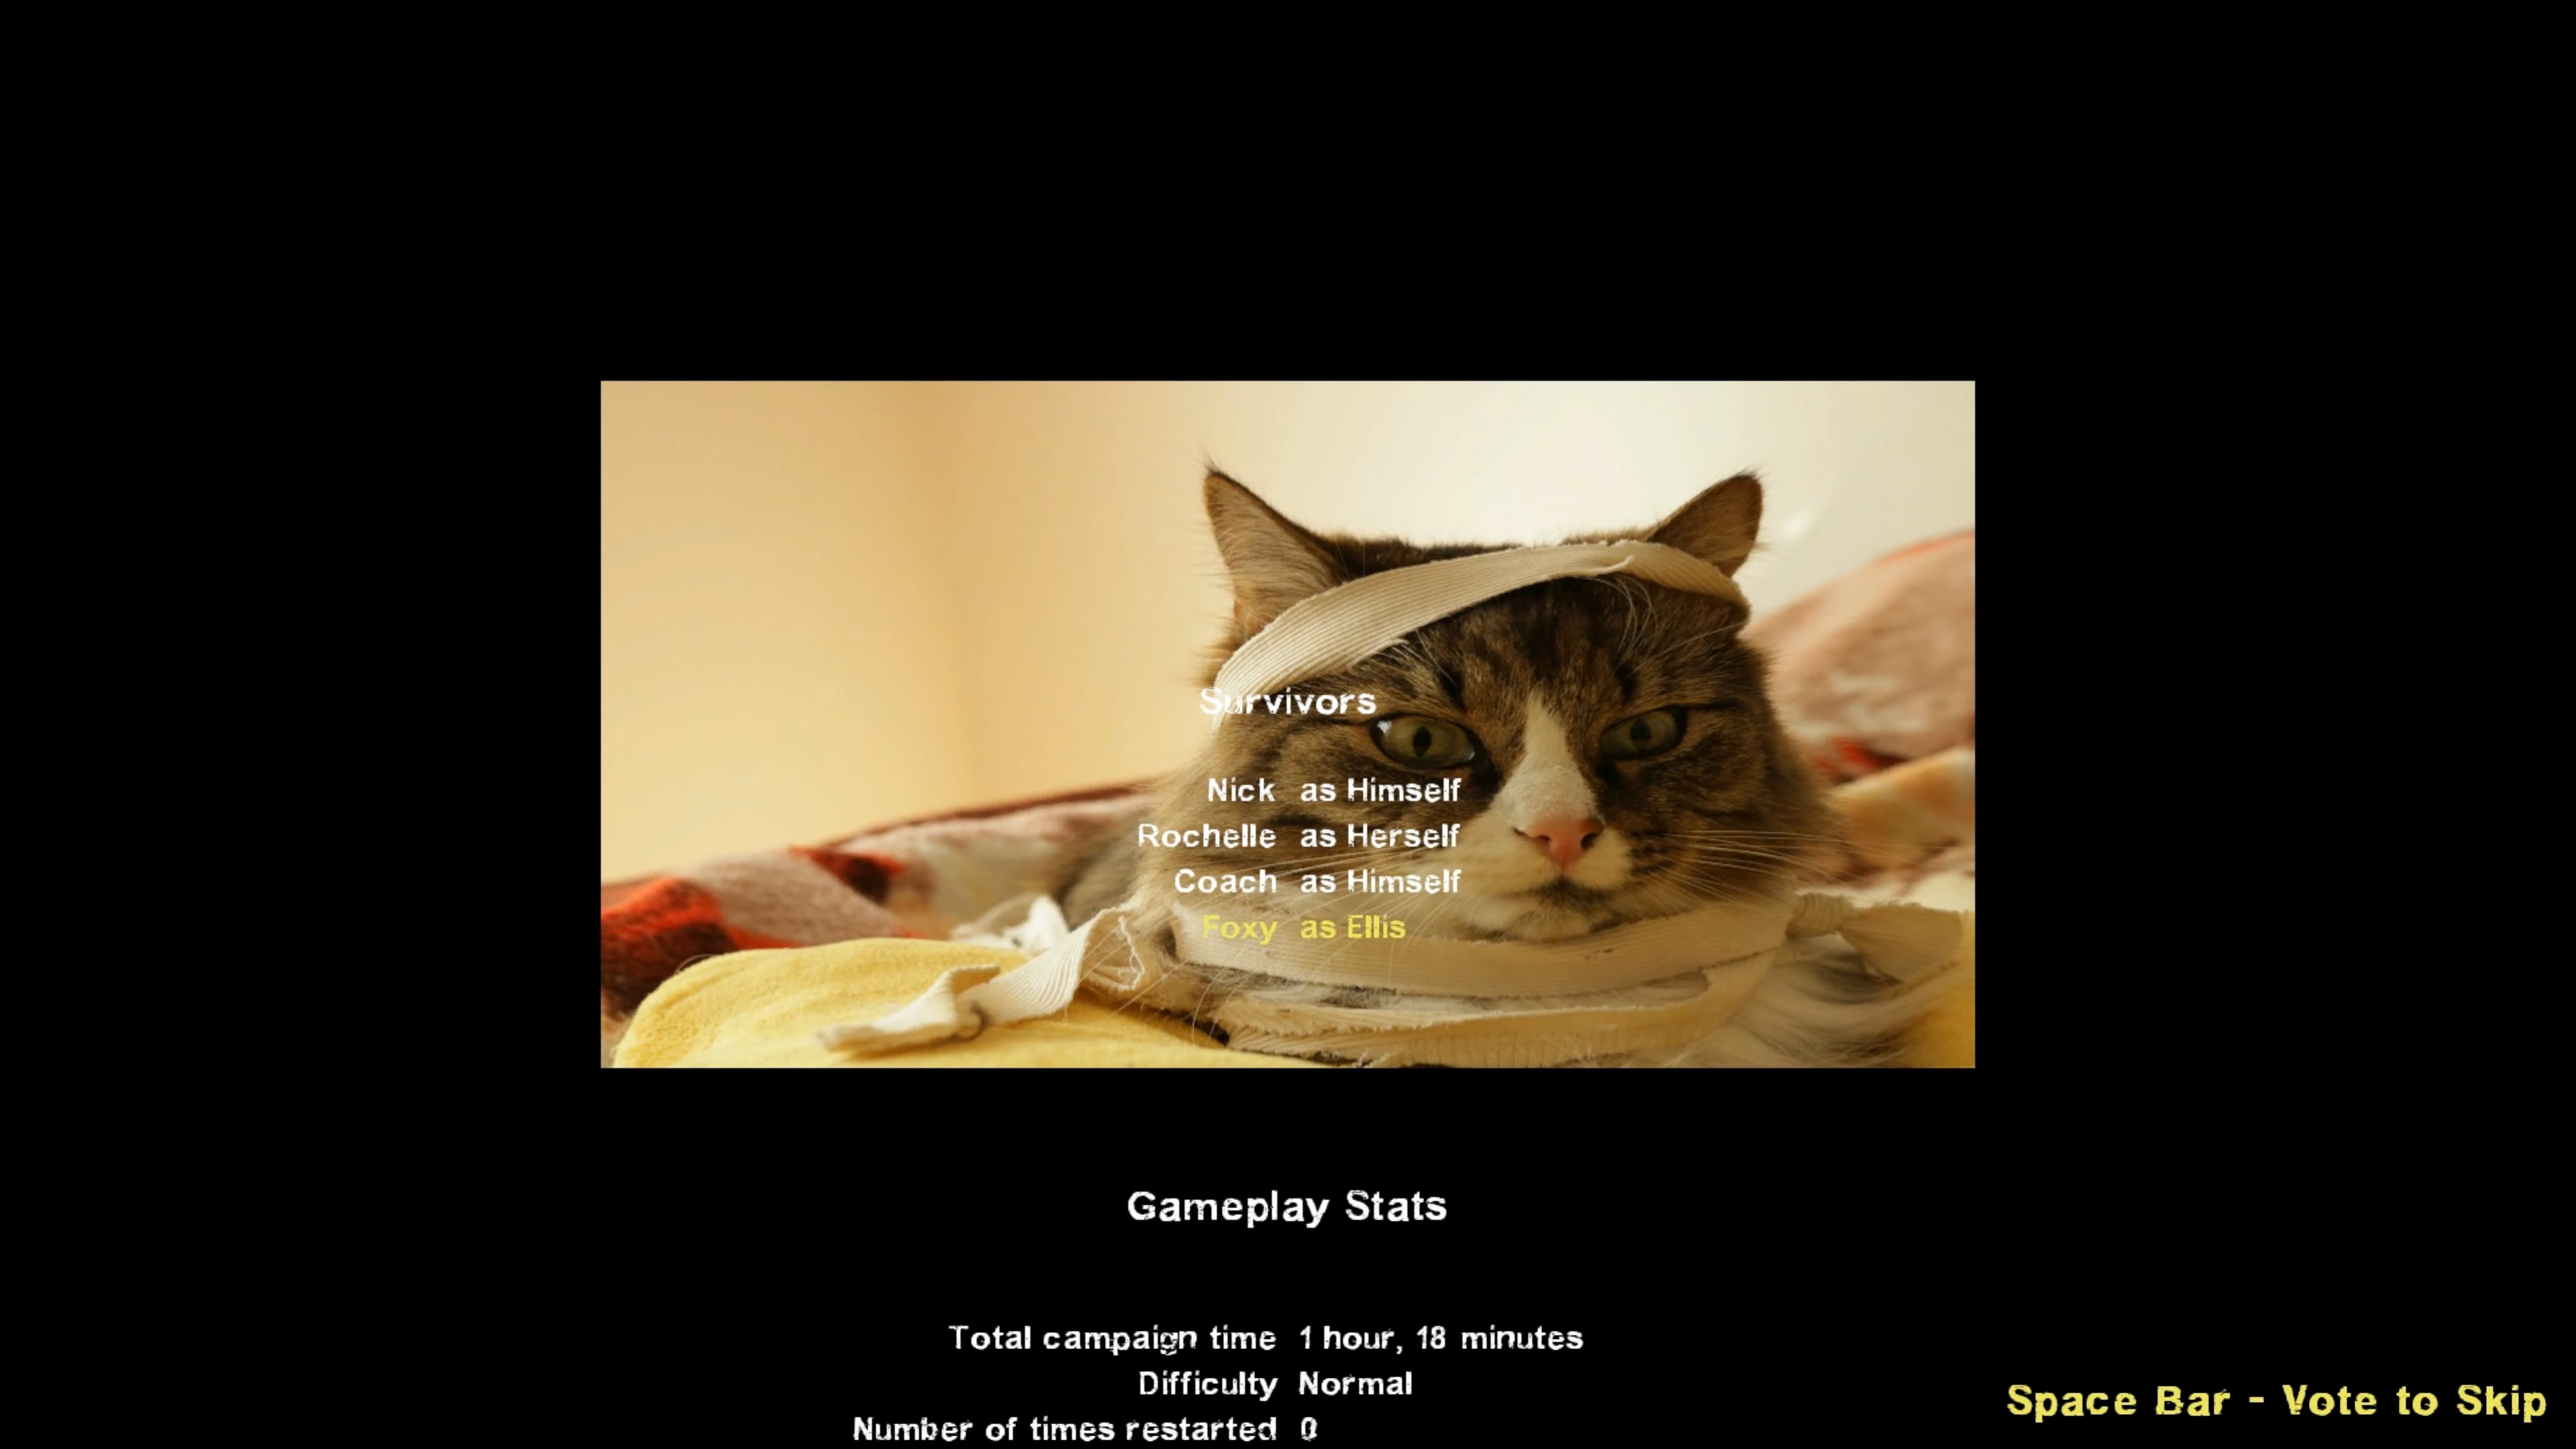 Survivors
Nick as Himself
Rochelle as Herself
Coach as Himself
Foxy as Ellis
Gameplay Stats
Total campaign time 1 hour, 18 minutes
Difficulty Normal
Number of times restarted 0
Space Bar - Vote to Skip